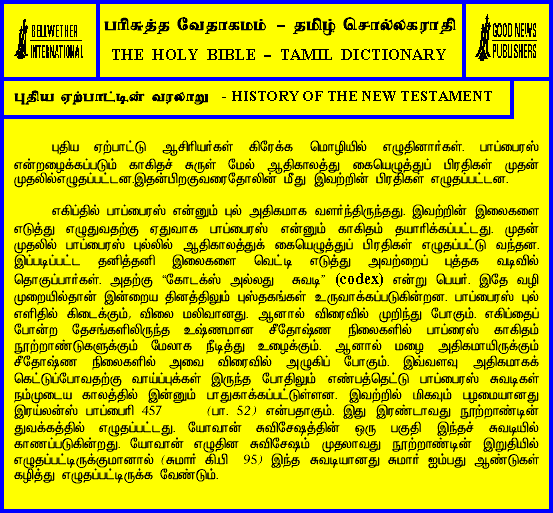 BELLWETHER
INTERNATIONAL
பரிசுத்த வேதாகமம் - தமிழ் சொல்லகராதி
THE HOLY BIBLE - TAMIL DICTIONARY
GOOD NEWS
PUBLISHERS
புதிய ஏற்பாட்டின் வரலாறு - HISTORY OF THE NEW TESTAMENT
புதிய ஏற்பாட்டு ஆசிரியர்கள் கிரேக்க மொழியில் எழுதினார்கள். பாப்பைரஸ்
என்றழைக்கப்படும் காகிதச் சுருள் மேல் ஆதிகாலத்து கையெழுத்துப் பிரதிகள் முதன்
முதலில்எழுதப்பட்டன.இதன்பிறகுவரைதோலின் மீது இவற்றின் பிரதிகள் எழுதப்பட்டன.
எகிப்தில் பாப்பைரஸ் என்னும் புல் அதிகமாக வளர்ந்திருந்தது. இவற்றின் இலைகளை
எடுத்து எழுதுவதற்கு ஏதுவாக பாப்பைரஸ் என்னும் காகிதம் தயாரிக்கப்பட்டது. முதன்
முதலில் பாப்பைரஸ் புல்லில் ஆதிகாலத்துக் கையெழுத்துப் பிரதிகள் எழுதப்பட்டு வந்தன.
இப்படிப்பட்ட தனித்தனி இலைகளை வெட்டி எடுத்து அவற்றைப் புத்தக வடிவில்
தொகுப்பார்கள். அதற்கு “கோடக்ஸ் அல்லது சுவடி” (codex) என்று பெயர். இதே வழி
முறையில்தான் இன்றைய தினத்திலும் புஸ்தகங்கள் உருவாக்கப்படுகின்றன. பாப்பைரஸ் புல்
எளிதில் கிடைக்கும், விலை மலிவானது. ஆனால் விரைவில் முறிந்து போகும். எகிப்தைப்
போன்ற தேசங்களிலிருந்த உஷ்ணமான சீதோஷ்ண நிலைகளில் பாப்ரைஸ் காகிதம்
நூற்றாண்டுகளுக்கும் மேலாக நீடித்து உழைக்கும். ஆனால் மழை அதிகமாயிருக்கும்
சீதோஷ்ண நிலைகளில் அவை விரைவில் அழுகிப் போகும். இவ்வளவு அதிகமாகக்
கெட்டுப்போவதற்கு வாய்ப்புக்கள் இருந்த போதிலும் எண்பத்தெட்டு பாப்பைரஸ் சுவடிகள்
நம்முடைய காலத்தில் இன்னும் பாதுகாக்கப்பட்டுள்ளன. இவற்றில் மிகவும் பழமையானது
இரய்லன்ஸ் பாப்பைரி 457 (பா. 52) என்பதாகும். இது இரண்டாவது நூற்றாண்டின்
துவக்கத்தில் எழுதப்பட்டது. யோவான் சுவிசேஷத்தின் ஒரு பகுதி இந்தச் சுவடியில்
காணப்படுகின்றது. யோவான் எழுதின சுவிசேஷம் முதலாவது நூற்றாண்டின் இறுதியில்
எழுதப்பட்டிருக்குமானால் (சுமார் கிபி 95) இந்த சுவடியானது சுமார் ஐம்பது ஆண்டுகள்
கழித்து எழுதப்பட்டிருக்க வேண்டும்.